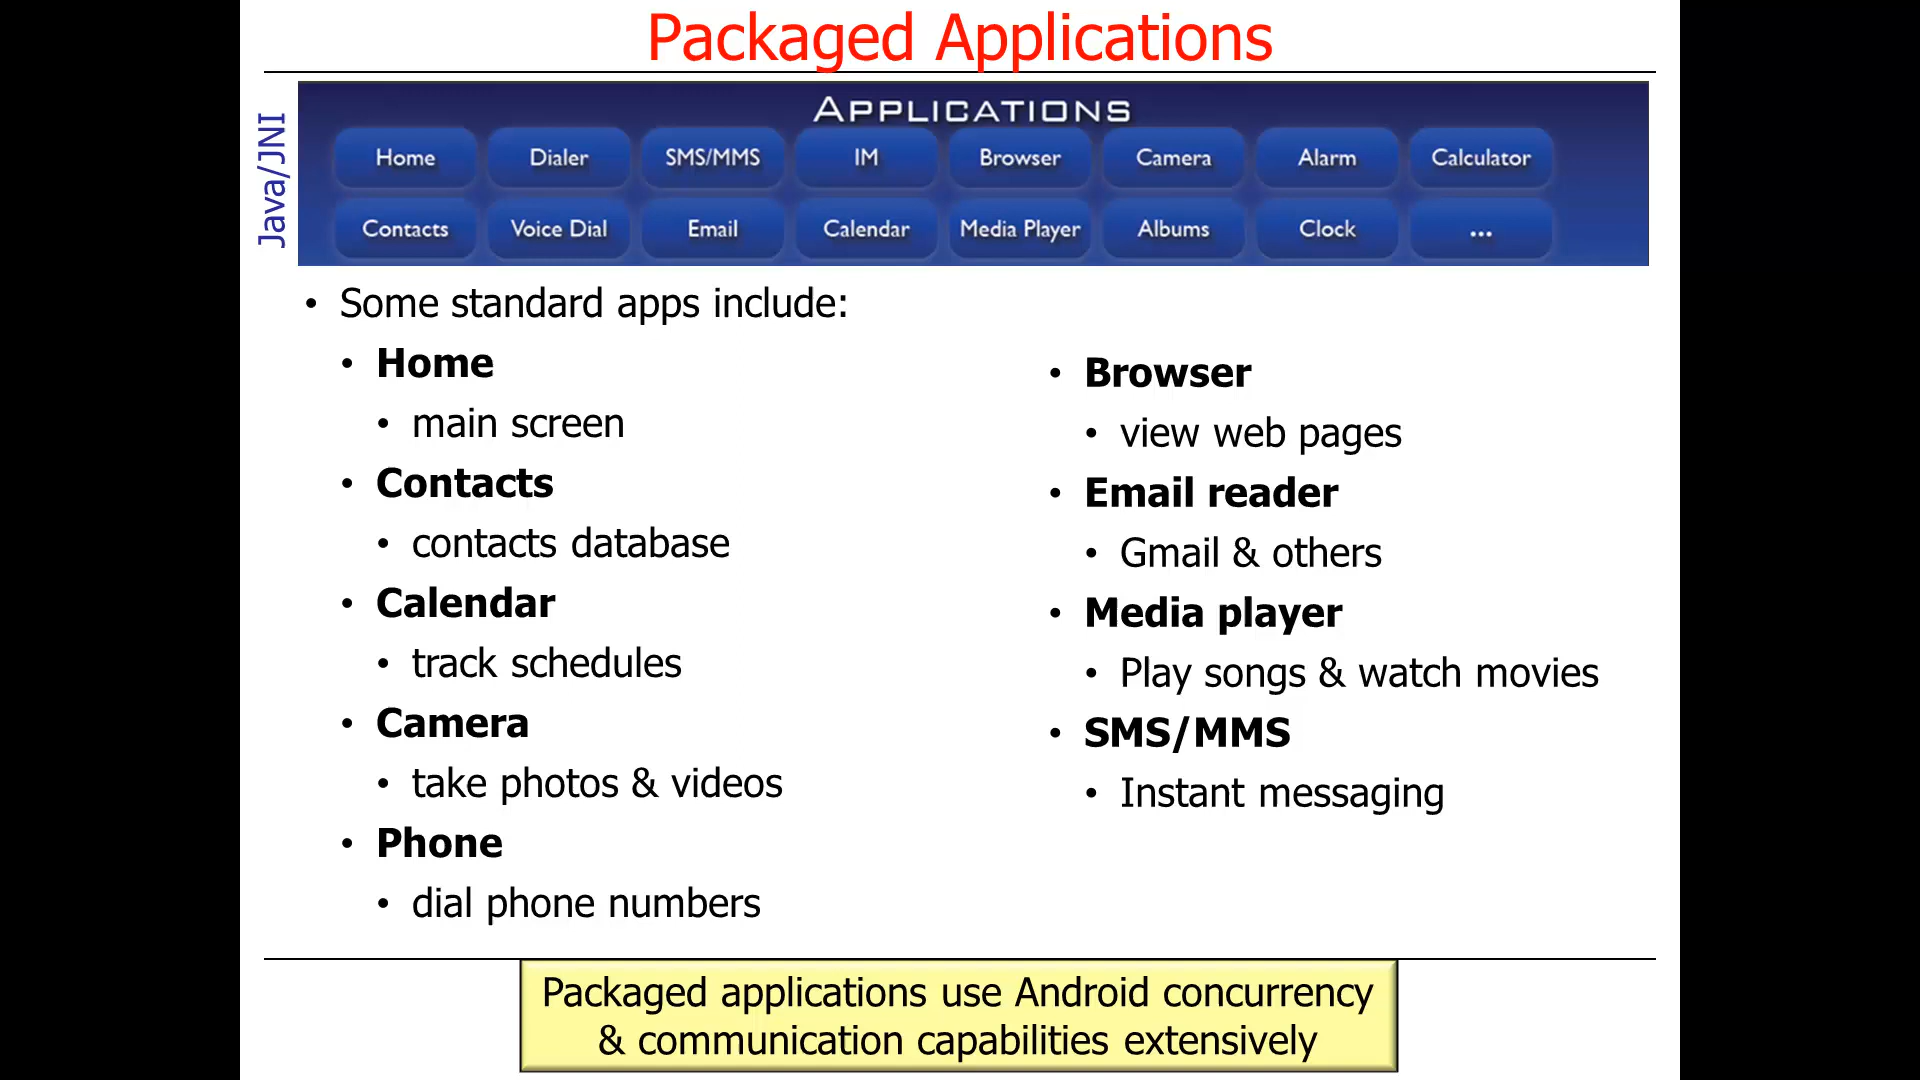 Packaged Applications
Java/JNI
APPLICATIONS
Home Dialer SMS/MMS IM Browser Camera Alarm Calculator
Contacts Voice Dial Email Calendar Media Player Albums Clock ...
• Some standard apps include:
• Home
• main screen
• Contacts
• contacts database
• Calendar
• track schedules
• Camera
• take photos & videos
• Phone
• dial phone numbers
• Browser
• view web pages
• Email reader
• Gmail & others
• Media player
• Play songs & watch movies
• SMS/MMS
• Instant messaging
Packaged applications use Android concurrency
& communication capabilities extensively